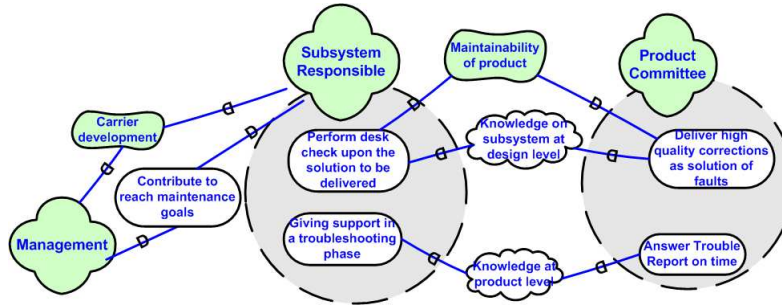 Subsystem
Responsible
Maintainability
of product
Product
Committee
Carrier
development
Perform desk
check upon the
solution to be
delivered
Knowledge on
subsystem at
design level
Deliver high
quality corrections
as solution of
faults
Contribute to
reach maintenance
goals
Management
Giving support in
a troubleshooting
phase
Knowledge at
product level
Answer Trouble
Report on time
D
D
D
D
D
D
D
D
D
D